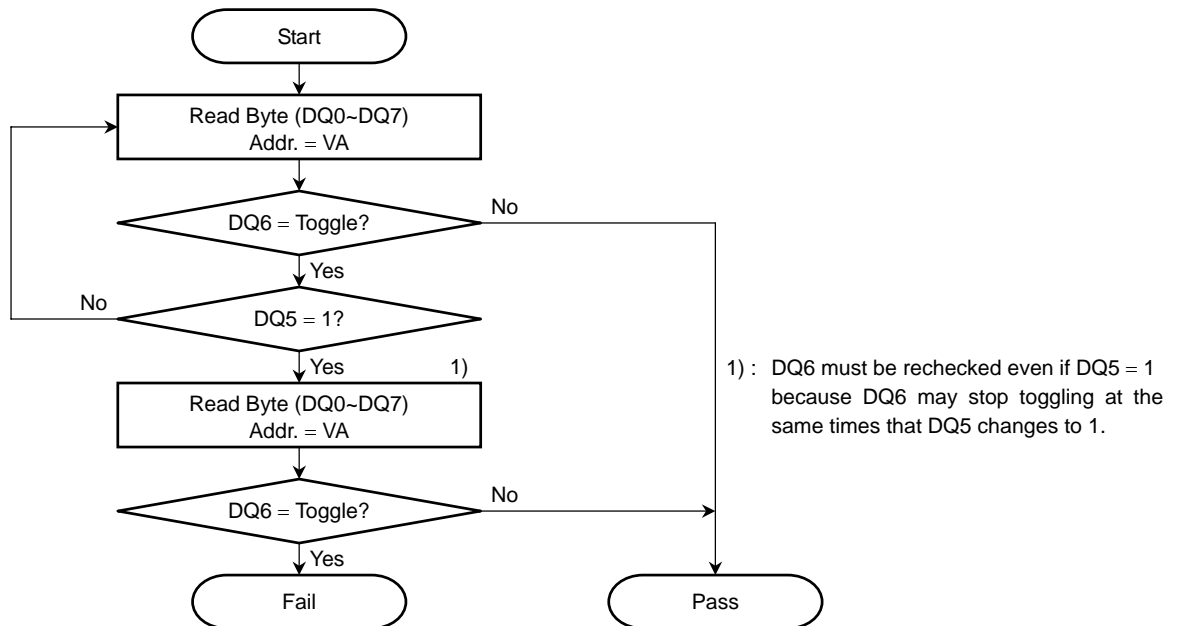 Start
Read Byte (DQ0~DQ7)
Addr. = VA
DQ6 = Toggle?
No
Yes
No
DQ5 = 1?
Yes
1)
Read Byte (DQ0~DQ7)
Addr. = VA
1) : DQ6 must be rechecked even if DQ5 = 1
because DQ6 may stop toggling at the
same times that DQ5 changes to 1.
DQ6 = Toggle?
No
Yes
Fail
Pass